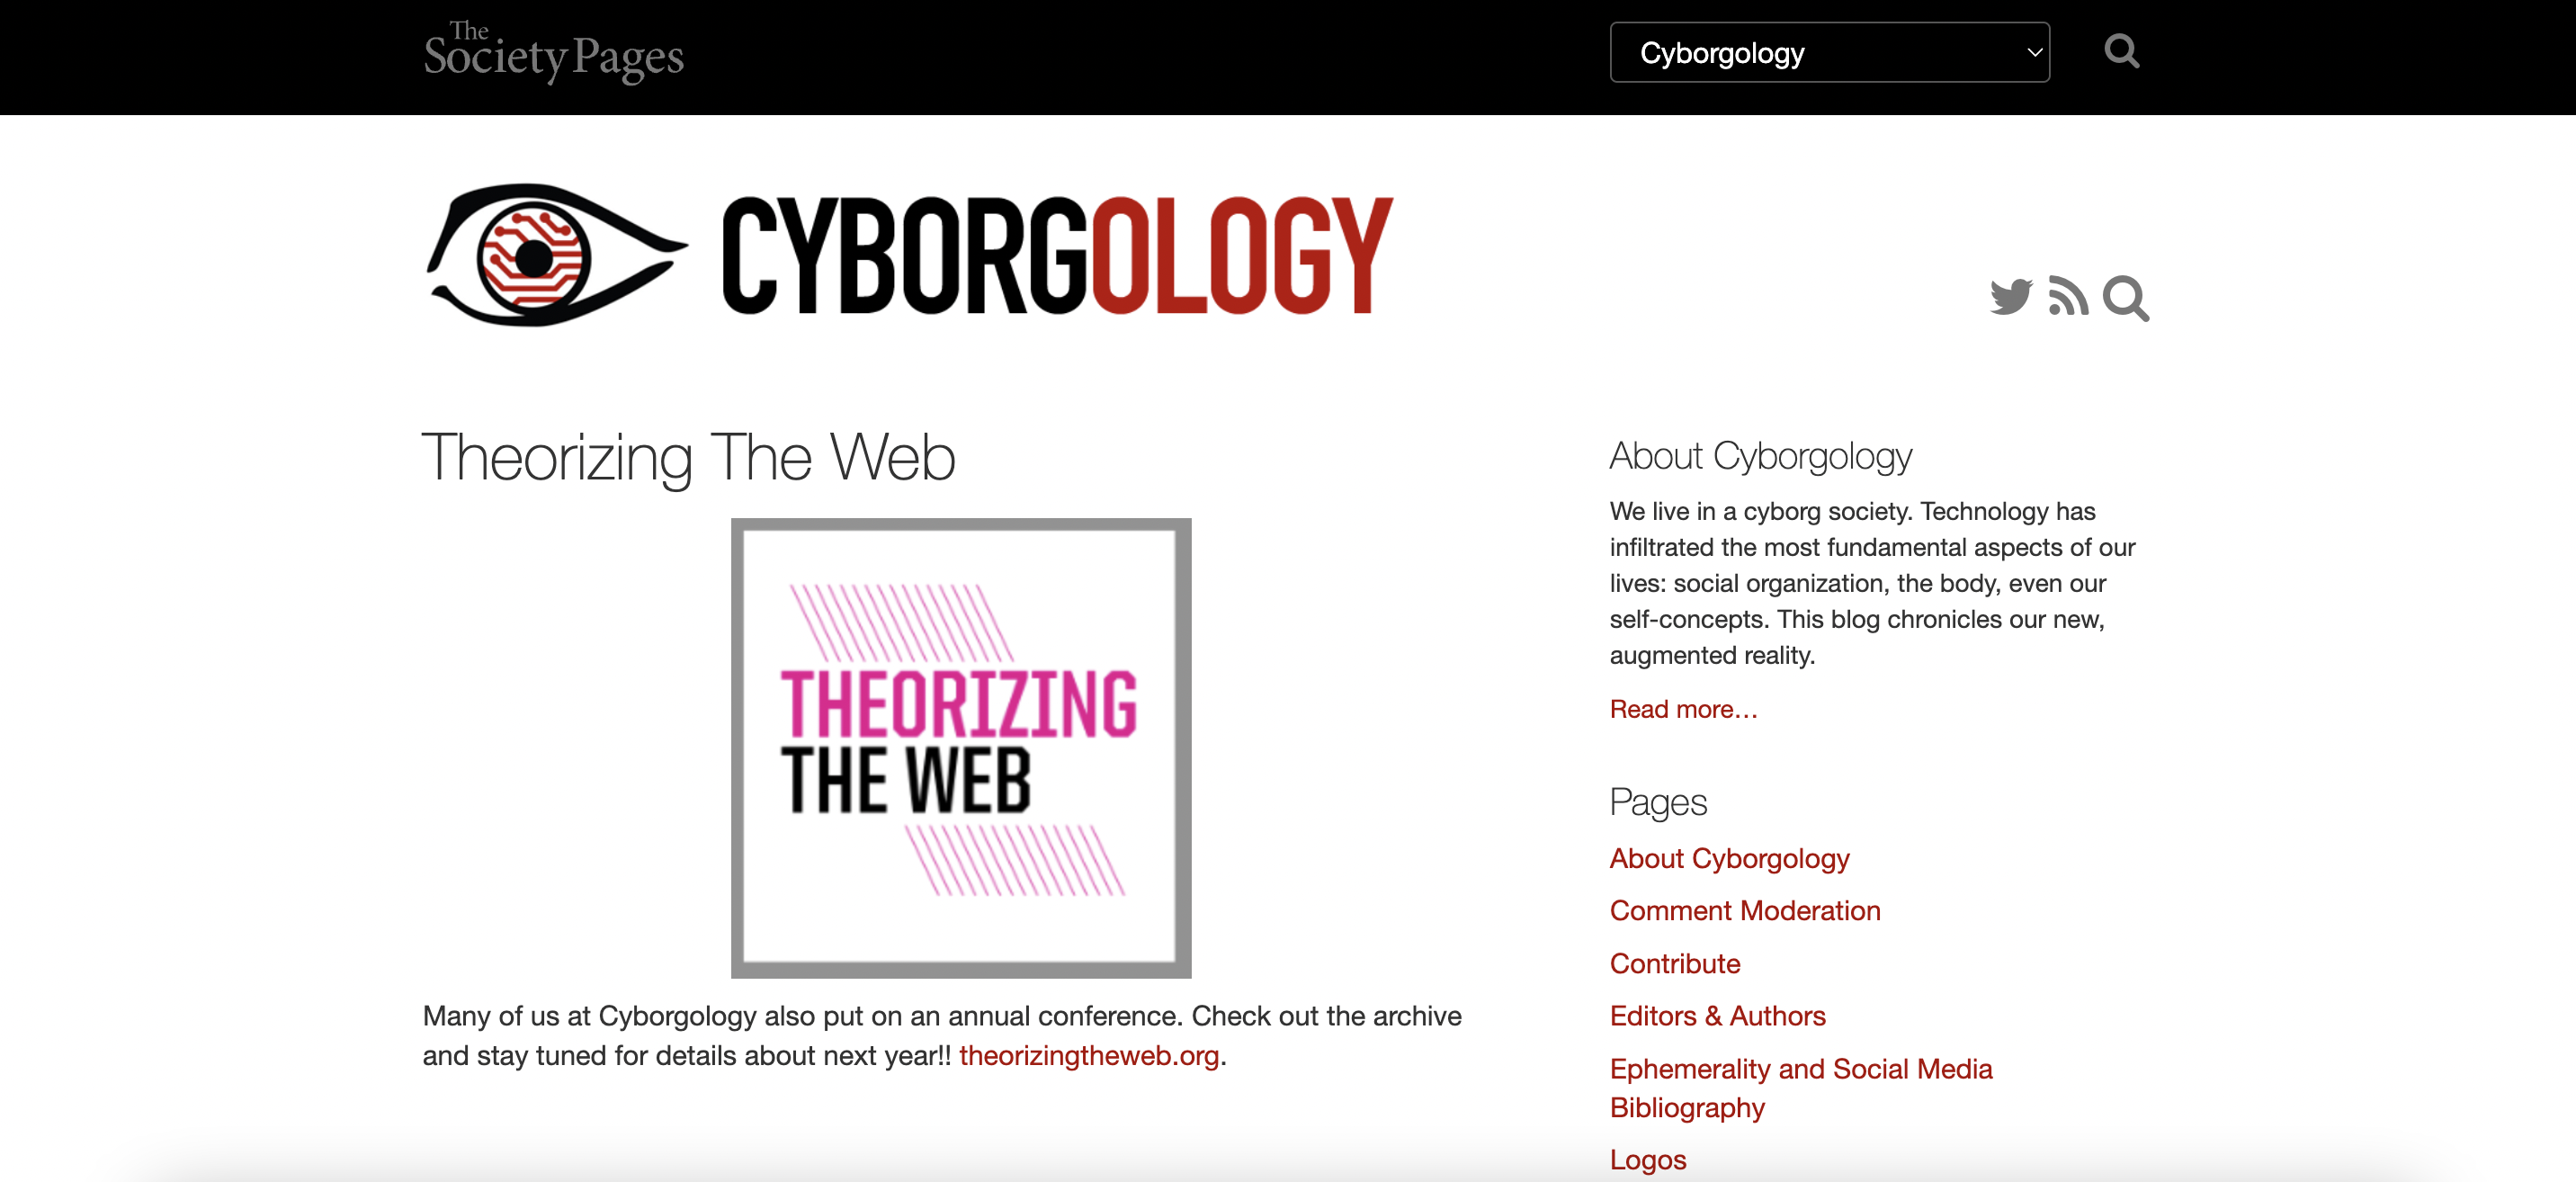 The
Society Pages
Cyborgology
CYBORGOLOGY
Theorizing The Web
THEORIZING
THE WEB
Many of us at Cyborgology also put on an annual conference. Check out the archive
and stay tuned for details about next year!! theorizingtheweb.org.
About Cyborgology
We live in a cyborg society. Technology has
infiltrated the most fundamental aspects of our
lives: social organization, the body, even our
self-concepts. This blog chronicles our new,
augmented reality.
Read more…
Pages
About Cyborgology
Comment Moderation
Contribute
Editors & Authors
Ephemerality and Social Media
Bibliography
Logos